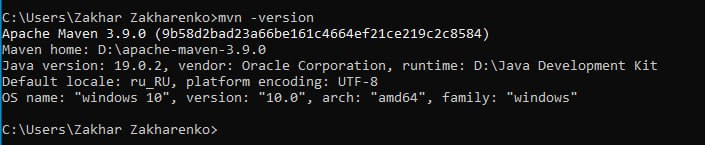 C:\Users\Zakhar Zakharenko>mvn -version
Apache Maven 3.9.0 (9b58d2bad23a66be161c4664ef21ce219c2c8584)
Maven home: D:\apache-maven-3.9.0
Java version: 19.0.2, vendor: Oracle Corporation, runtime: D:\Java Development Kit
Default locale: ru_RU, platform encoding: UTF-8
OS name: "windows 10", version: "10.0", arch: "amd64", family: "windows"
C:\Users\Zakhar Zakharenko>